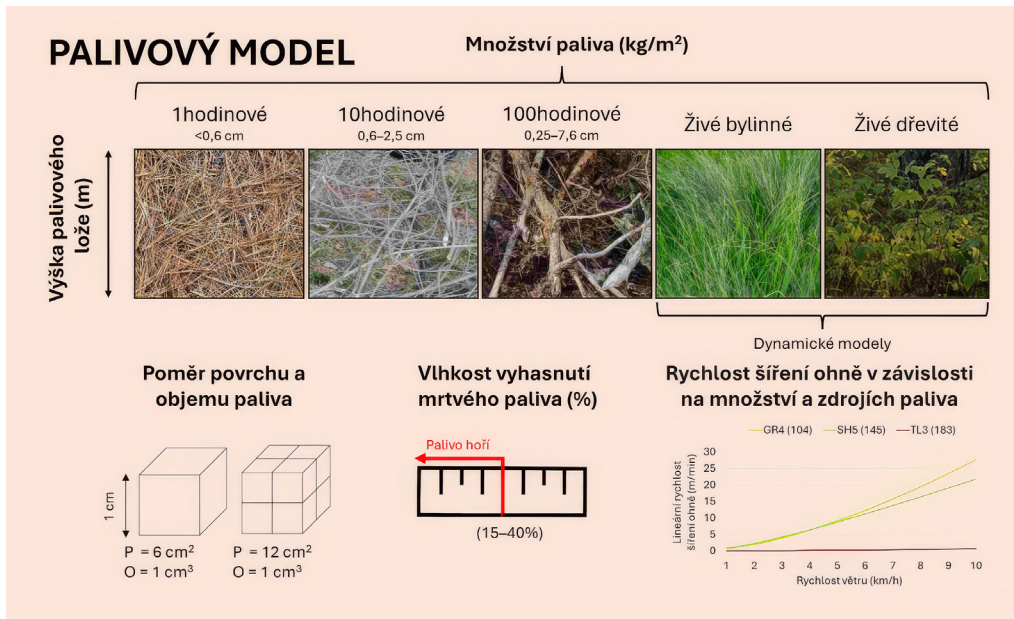 PALIVOVÝ MODEL
Množství paliva (kg/m²)
1hodinové
<0,6 cm
10hodinové
0,6–2,5 cm
100hodinové
0,25–7,6 cm
Živé bylinné
Živé dřevité
Výška palivového
lože (m)
Dynamické modely
Poměr povrchu a
objemu paliva
1 cm
P = 6 cm²
O = 1 cm³
P = 12 cm²
O = 1 cm³
Vlhkost vyhasnutí
mrtvého paliva (%)
Palivo hoří
(15–40%)
Rychlost šíření ohně v závislosti
na množství a zdrojích paliva
GR4 (104) SH5 (145) TL3 (183)
Lineární rychlost
šíření ohně (m/min)
30
25
20
15
10
5
0
1 2 3 4 5 6 7 8 9 10
Rychlost větru (km/h)